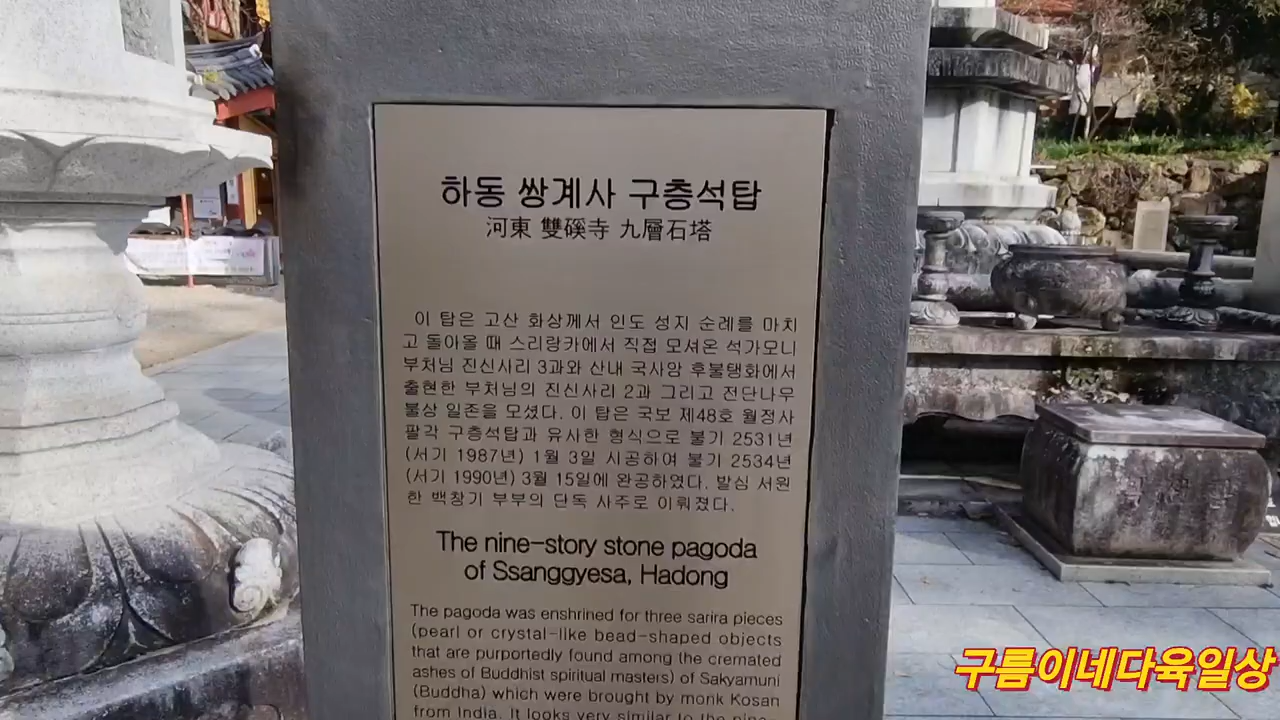 하동 쌍계사 구층석탑
河東 雙磎寺 九層石塔
이 탑은 고산 화상께서 인도 성지 순례를 마치
고 돌아올 때 스리랑카에서 직접 모셔온 석가모니
부처님 진신사리 3과와 산내 국사암 후불탱화에서
출현한 부처님의 진신사리 2과 그리고 전단나무
불상 일존을 모셨다. 이 탑은 국보 제48호 월정사
팔각 구층석탑과 유사한 형식으로 불기 2531년
(서기 1987년) 1월 3일 시공하여 불기 2534년
(서기 1990년) 3월 15일에 완공하였다. 발심 서원
한 백창기 부부의 단독 사주로 이뤄졌다.
The nine-story stone pagoda
of Ssanggyesa, Hadong
The pagoda was enshrined for three sarira pieces
(pearl or crystal-like bead-shaped objects
that are purportedly found among the cremated
ashes of Buddhist spiritual masters) of Sakyamuni
(Buddha) which were brought by monk Kosan
from India. It looks very similar to the nine-
구름이네다육일상